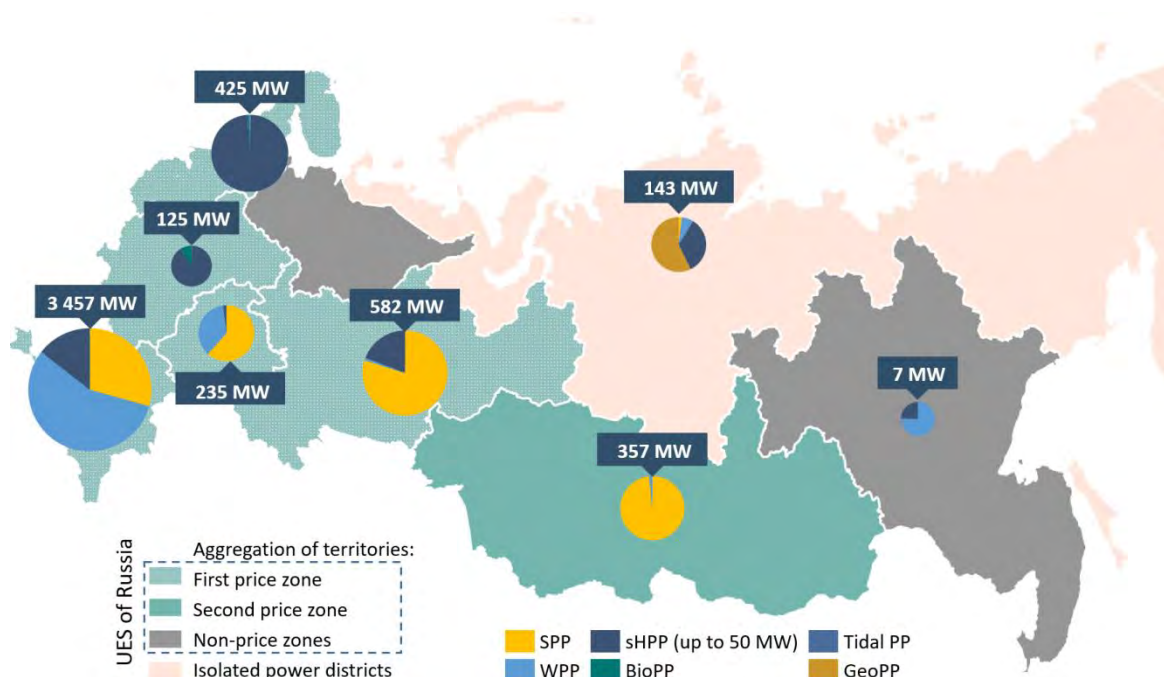 425 MW
143 MW
125 MW
3 457 MW
582 MW
235 MW
7 MW
357 MW
UES of Russia
Aggregation of territories:
First price zone
Second price zone
Non-price zones
Isolated power districts
SPP
sHPP (up to 50 MW)
Tidal PP
WPP
BioPP
GeoPP